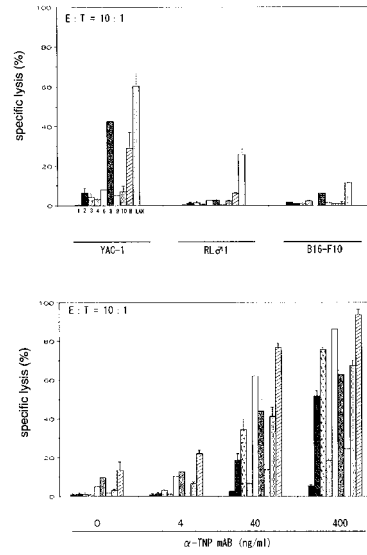 E:T = 10:1
specific lysis (%)
100
80
60
40
20
0
1 2 3 4 6 8 9 10 LAK
YAC-1
RL♂1
B16-F10
E:T = 10:1
specific lysis (%)
100
80
60
40
20
0
0
4
40
400
α-TNP mAB (ng/ml)